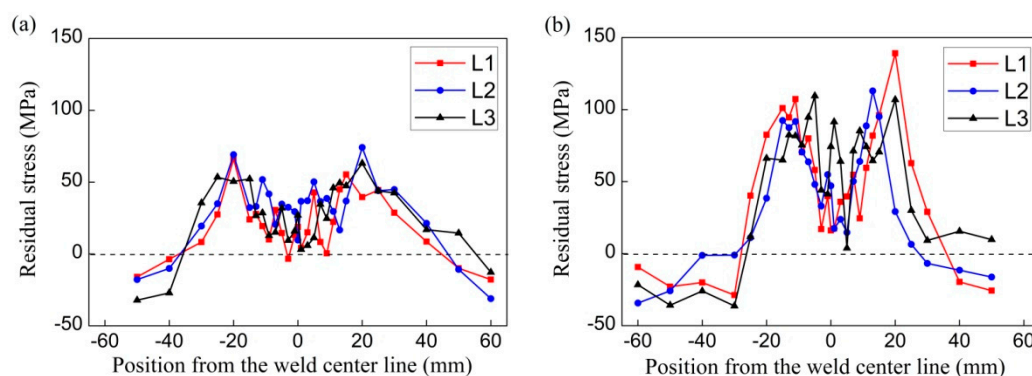 (a)
150
100
50
0
-50
Residual stress (MPa)
-60 -40 -20 0 20 40 60
Position from the weld center line (mm)
L1
L2
L3
(b)
150
100
50
0
-50
Residual stress (MPa)
-60 -40 -20 0 20 40 60
Position from the weld center line (mm)
L1
L2
L3